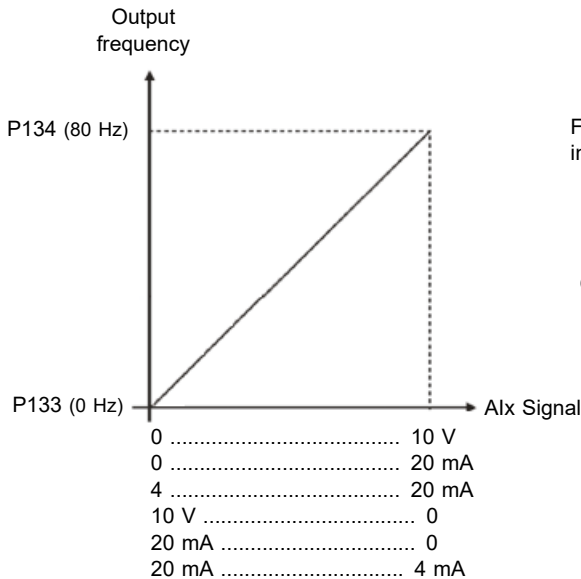 Output
frequency
P134 (80 Hz)
P133 (0 Hz)
AIx Signal
0 .................................... 10 V
0 .................................... 20 mA
4 .................................... 20 mA
10 V ................................. 0
20 mA .............................. 0
20 mA ............................. 4 mA